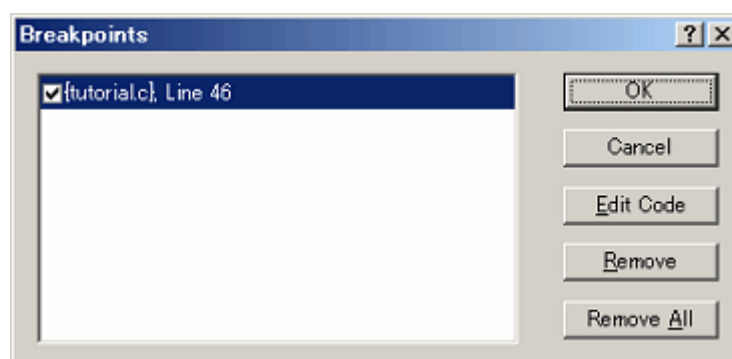 Breakpoints
{tutorial.c}, Line 46
OK
Cancel
Edit Code
Remove
Remove All